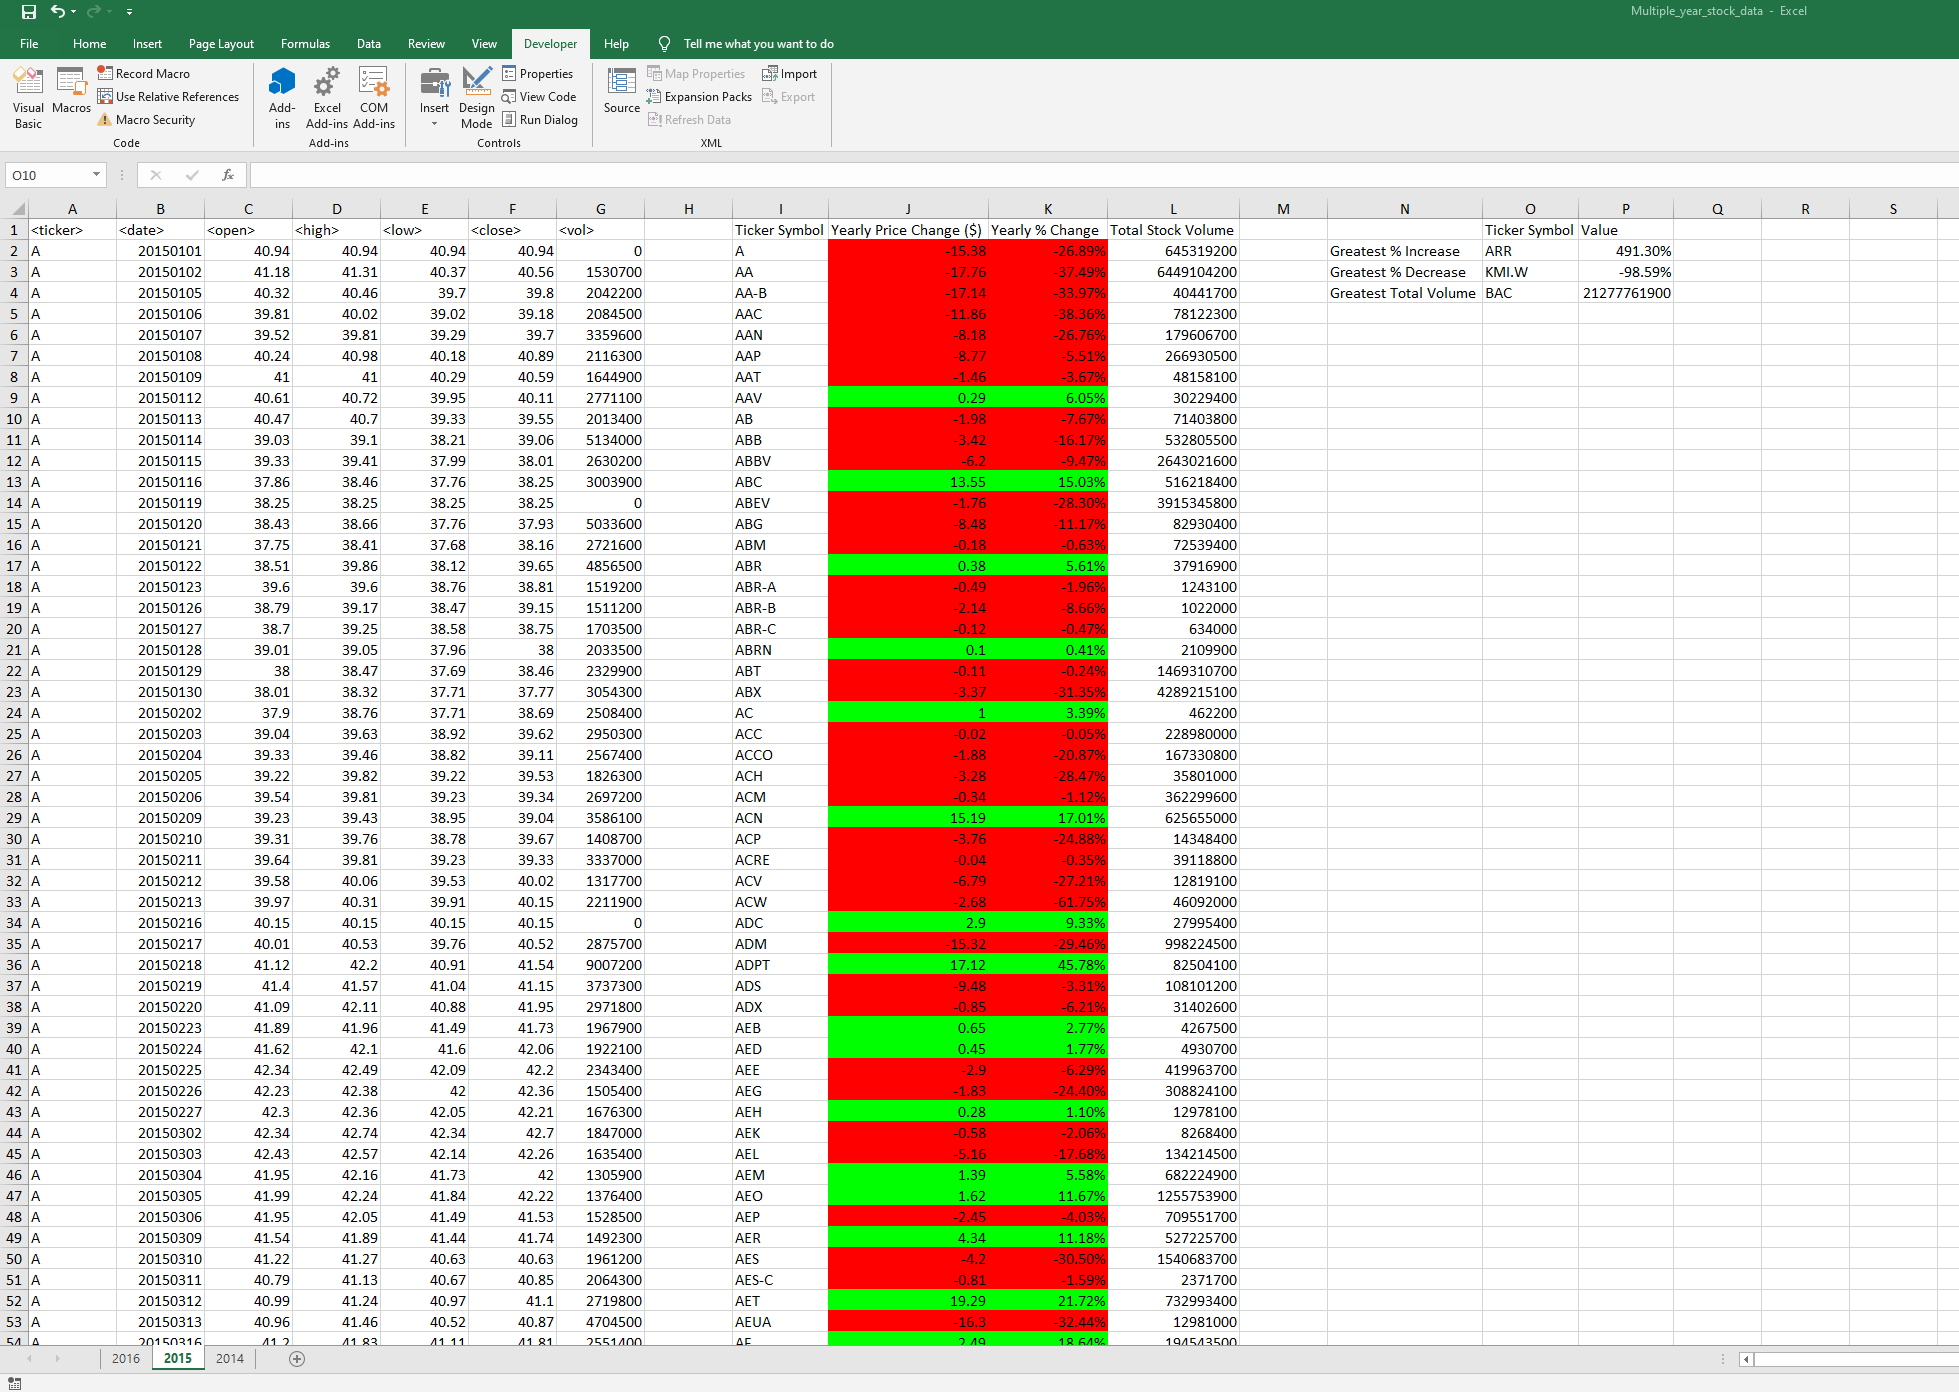 Multiple_year_stock_data - Excel
File Home Insert Page Layout Formulas Data Review View Developer Help Tell me what you want to do
Visual Basic
Macros
Record Macro
Use Relative References
Macro Security
Code
Add-ins
Excel Add-ins
COM Add-ins
Add-ins
Insert
Design Mode
Properties
View Code
Run Dialog
Controls
Source
Map Properties
Expansion Packs
Refresh Data
Import
Export
XML
O10 fx
A B C D E F G H I J K L M N O P Q R S
1 <ticker> <date> <open> <high> <low> <close> <vol> Ticker Symbol Yearly Price Change ($) Yearly % Change Total Stock Volume Ticker Symbol Value
2 A 20150101 40.94 40.94 40.94 40.94 0 A -15.38 -26.89% 645319200 Greatest % Increase ARR 491.30%
3 A 20150102 41.18 41.31 40.37 40.56 1530700 AA -17.76 -37.49% 6449104200 Greatest % Decrease KMI.W -98.59%
4 A 20150105 40.32 40.46 39.7 39.8 2042200 AA-B -17.14 -33.97% 40441700 Greatest Total Volume BAC 21277761900
5 A 20150106 39.81 40.02 39.02 39.18 2084500 AAC -11.86 -38.36% 78122300
6 A 20150107 39.52 39.81 39.29 39.7 3359600 AAN -8.18 -26.76% 179606700
7 A 20150108 40.24 40.98 40.18 40.89 2116300 AAP -8.77 -5.51% 266930500
8 A 20150109 41 41 40.29 40.59 1644900 AAT -1.46 -3.67% 48158100
9 A 20150112 40.61 40.72 39.95 40.11 2771100 AAV 0.29 6.05% 30229400
10 A 20150113 40.47 40.7 39.33 39.55 2013400 AB -1.98 -7.67% 71403800
11 A 20150114 39.03 39.1 38.21 39.06 5134000 ABB -3.42 -16.17% 532805500
12 A 20150115 39.33 39.41 37.99 38.01 2630200 ABBV -6.2 -9.47% 2643021600
13 A 20150116 37.86 38.46 37.76 38.25 3003900 ABC 13.55 15.03% 516218400
14 A 20150119 38.25 38.25 38.25 38.25 0 ABEV -1.76 -28.30% 3915345800
15 A 20150120 38.43 38.66 37.76 37.93 5033600 ABG -8.48 -11.17% 82930400
16 A 20150121 37.75 38.41 37.68 38.16 2721600 ABM -0.18 -0.63% 72539400
17 A 20150122 38.51 39.86 38.12 39.65 4856500 ABR 0.38 5.61% 37916900
18 A 20150123 39.6 39.6 38.76 38.81 1519200 ABR-A -0.49 -1.96% 1243100
19 A 20150126 38.79 39.17 38.47 39.15 1511200 ABR-B -2.14 -8.66% 1022000
20 A 20150127 38.7 39.25 38.58 38.75 1703500 ABR-C -0.12 -0.47% 634000
21 A 20150128 39.01 39.05 37.96 38 2033500 ABRN 0.1 0.41% 2109900
22 A 20150129 38 38.47 37.69 38.46 2329900 ABT -0.11 -0.24% 1469310700
23 A 20150130 38.01 38.32 37.71 37.77 3054300 ABX -3.37 -31.35% 4289215100
24 A 20150202 37.9 38.76 37.71 38.69 2508400 AC 1 3.39% 462200
25 A 20150203 39.04 39.63 38.92 39.62 2950300 ACC -0.02 -0.05% 228980000
26 A 20150204 39.33 39.46 38.82 39.11 2567400 ACCO -1.88 -20.87% 167330800
27 A 20150205 39.22 39.82 39.22 39.53 1826300 ACH -3.28 -28.47% 35801000
28 A 20150206 39.54 39.81 39.23 39.34 2697200 ACM -0.34 -1.12% 362299600
29 A 20150209 39.23 39.43 38.95 39.04 3586100 ACN 15.19 17.01% 625655000
30 A 20150210 39.31 39.76 38.78 39.67 1408700 ACP -3.76 -24.88% 14348400
31 A 20150211 39.64 39.81 39.23 39.33 3337000 ACRE -0.04 -0.35% 39118800
32 A 20150212 39.58 40.06 39.53 40.02 1317700 ACV -6.79 -27.21% 12819100
33 A 20150213 39.97 40.31 39.91 40.15 2211900 ACW -2.68 -61.75% 46092000
34 A 20150216 40.15 40.15 40.15 40.15 0 ADC 2.9 9.33% 27995400
35 A 20150217 40.01 40.53 39.76 40.52 2875700 ADM -15.32 -29.46% 998224500
36 A 20150218 41.12 42.2 40.91 41.54 9007200 ADPT 17.12 45.78% 82504100
37 A 20150219 41.4 41.57 41.04 41.15 3737300 ADS -9.48 -3.31% 108101200
38 A 20150220 41.09 42.11 40.88 41.95 2971800 ADX -0.85 -6.21% 31402600
39 A 20150223 41.89 41.96 41.49 41.73 1967900 AEB 0.65 2.77% 4267500
40 A 20150224 41.62 42.1 41.6 42.06 1922100 AED 0.45 1.77% 4930700
41 A 20150225 42.34 42.49 42.09 42.2 2343400 AEE -2.9 -6.29% 419963700
42 A 20150226 42.23 42.38 42 42.36 1505400 AEG -1.83 -24.40% 308824100
43 A 20150227 42.3 42.36 42.05 42.21 1676300 AEH 0.28 1.10% 12978100
44 A 20150302 42.34 42.74 42.34 42.7 1847000 AEK -0.58 -2.06% 8268400
45 A 20150303 42.43 42.57 42.14 42.26 1635400 AEL -5.16 -17.68% 134214500
46 A 20150304 41.95 42.16 41.73 42 1305900 AEM 1.39 5.58% 682224900
47 A 20150305 41.99 42.24 41.84 42.22 1376400 AEO 1.62 11.67% 1255753900
48 A 20150306 41.95 42.05 41.49 41.53 1528500 AEP -2.45 -4.03% 709551700
49 A 20150309 41.54 41.89 41.44 41.74 1492300 AER 4.34 11.18% 527225700
50 A 20150310 41.22 41.27 40.63 40.63 1961200 AES -4.2 -30.50% 1540683700
51 A 20150311 40.79 41.13 40.67 40.85 2064300 AES-C -0.81 -1.59% 2371700
52 A 20150312 40.99 41.24 40.97 41.1 2719800 AET 19.29 21.72% 732993400
53 A 20150313 40.96 41.46 40.52 40.87 4704500 AEUA -16.3 -32.44% 12981000
54 A 20150316 41.2 41.83 41.11 41.81 2551400 AF 2.49 18.64% 194543500
2016 2015 2014